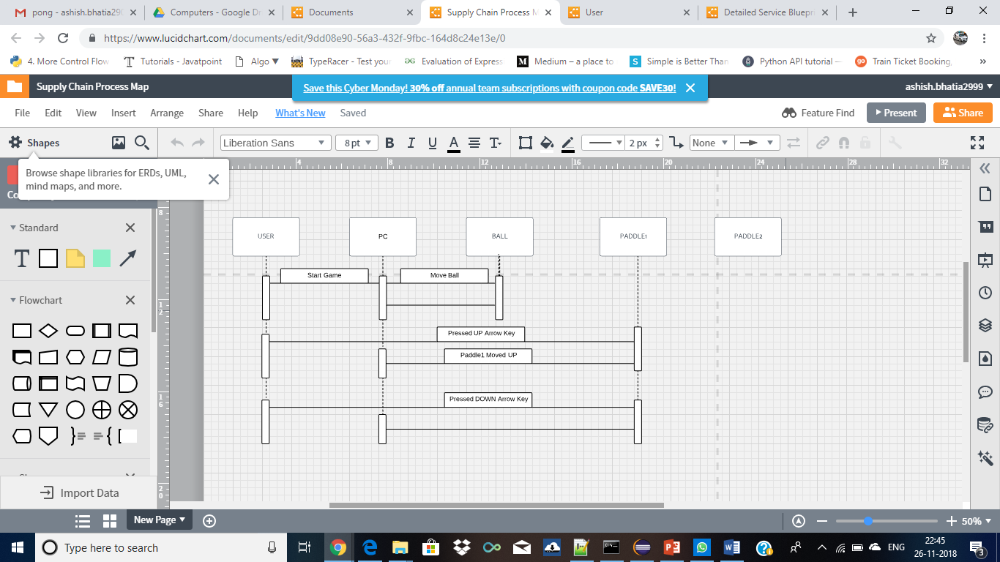 pong - ashish.bhatia29
Computers - Google Dr
Documents
Supply Chain Process M
User
Detailed Service Bluepri
https://www.lucidchart.com/documents/edit/9dd08e90-56a3-432f-9fbc-164d8c24e13e/0
4. More Control Flow
Tutorials - Javatpoint
Algo ▼
TypeRacer - Test your
Evaluation of Express
Medium – a place to
Simple is Better Than
Python API tutorial –
Train Ticket Booking,
Supply Chain Process Map
Save this Cyber Monday! 30% off annual team subscriptions with coupon code SAVE30!
ashish.bhatia2999
File Edit View Insert Arrange Share Help What's New Saved
Feature Find
Present
Share
Shapes
Liberation Sans
8 pt
B I U A T
2 px
None
Browse shape libraries for ERDs, UML,
mind maps, and more.
4 8 12 16 20 24 28 32
8
12
16
20
Standard
T
Flowchart
Import Data
USER
PC
BALL
PADDLE1
PADDLE2
Start Game
Move Ball
Pressed UP Arrow Key
Paddle1 Moved UP
Pressed DOWN Arrow Key
New Page
50%
Type here to search
ENG
22:45
26-11-2018
3